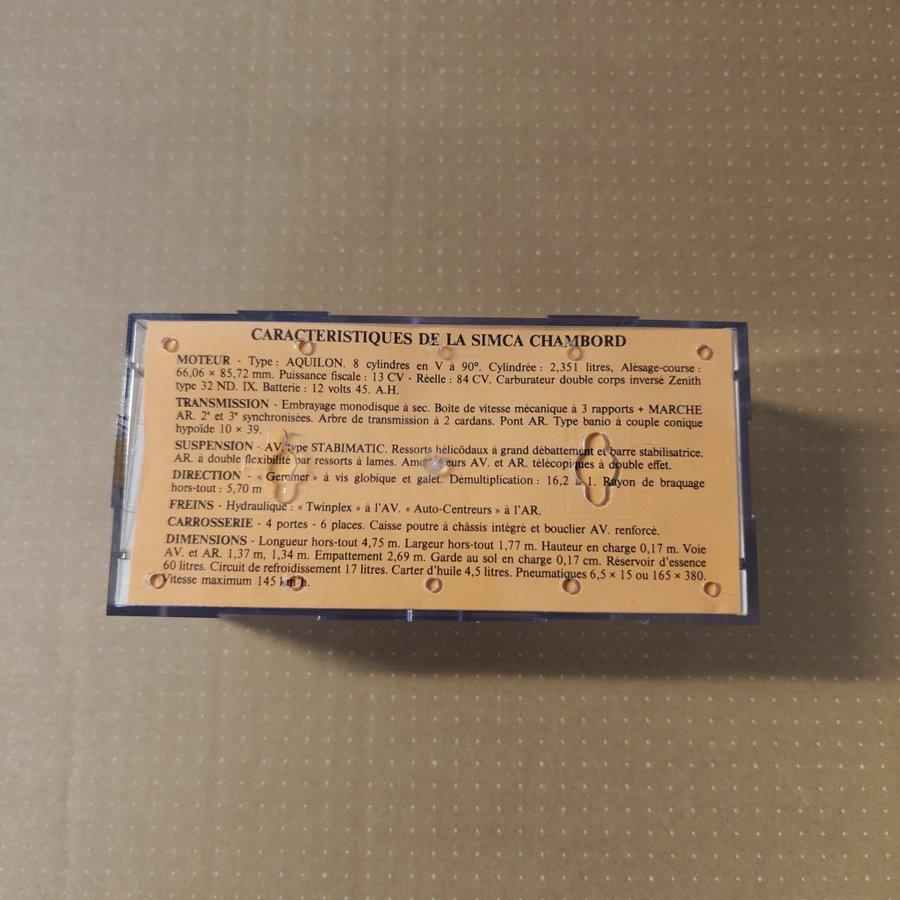 CARACTERISTIQUES DE LA SIMCA CHAMBORD
MOTEUR - Type : AQUILON. 8 cylindres en V à 90°. Cylindrée : 2,351 litres, Alésage-course :
66,06 × 85,72 mm. Puissance fiscale : 13 CV - Réelle : 84 CV. Carburateur double corps inversé Zenith
type 32 ND. IX. Batterie : 12 volts 45. A.H.
TRANSMISSION - Embrayage monodisque à sec. Boîte de vitesse mécanique à 3 rapports + MARCHE
AR. 2e et 3e synchronisées. Arbre de transmission à 2 cardans. Pont AR. Type banio à couple conique
hypoïde 10 × 39.
SUSPENSION - AV. type STABIMATIC. Ressorts hélicödaux à grand débattement et barre stabilisatrice.
AR. à double flexibilité par ressorts à lames. Amortisseurs AV. et AR. télécopiques à double effet.
DIRECTION - « Gemmer » à vis globique et galet. Démultiplication : 16,2 à 1. Rayon de braquage
hors-tout : 5,70 m
FREINS - Hydraulique : « Twinplex » à l'AV. « Auto-Centreurs » à l'AR.
CARROSSERIE - 4 portes - 6 places. Caisse poutre à châssis intégré et bouclier AV. renforcé.
DIMENSIONS - Longueur hors-tout 4,75 m. Largeur hors-tout 1,77 m. Hauteur en charge 0,17 m. Voie
AV. et AR. 1,37 m, 1,34 m. Empattement 2,69 m. Garde au sol en charge 0,17 cm. Réservoir d'essence
60 litres. Circuit de refroidissement 17 litres. Carter d'huile 4,5 litres. Pneumatiques 6,5 × 15 ou 165 × 380.
Vitesse maximum 145 km/h.